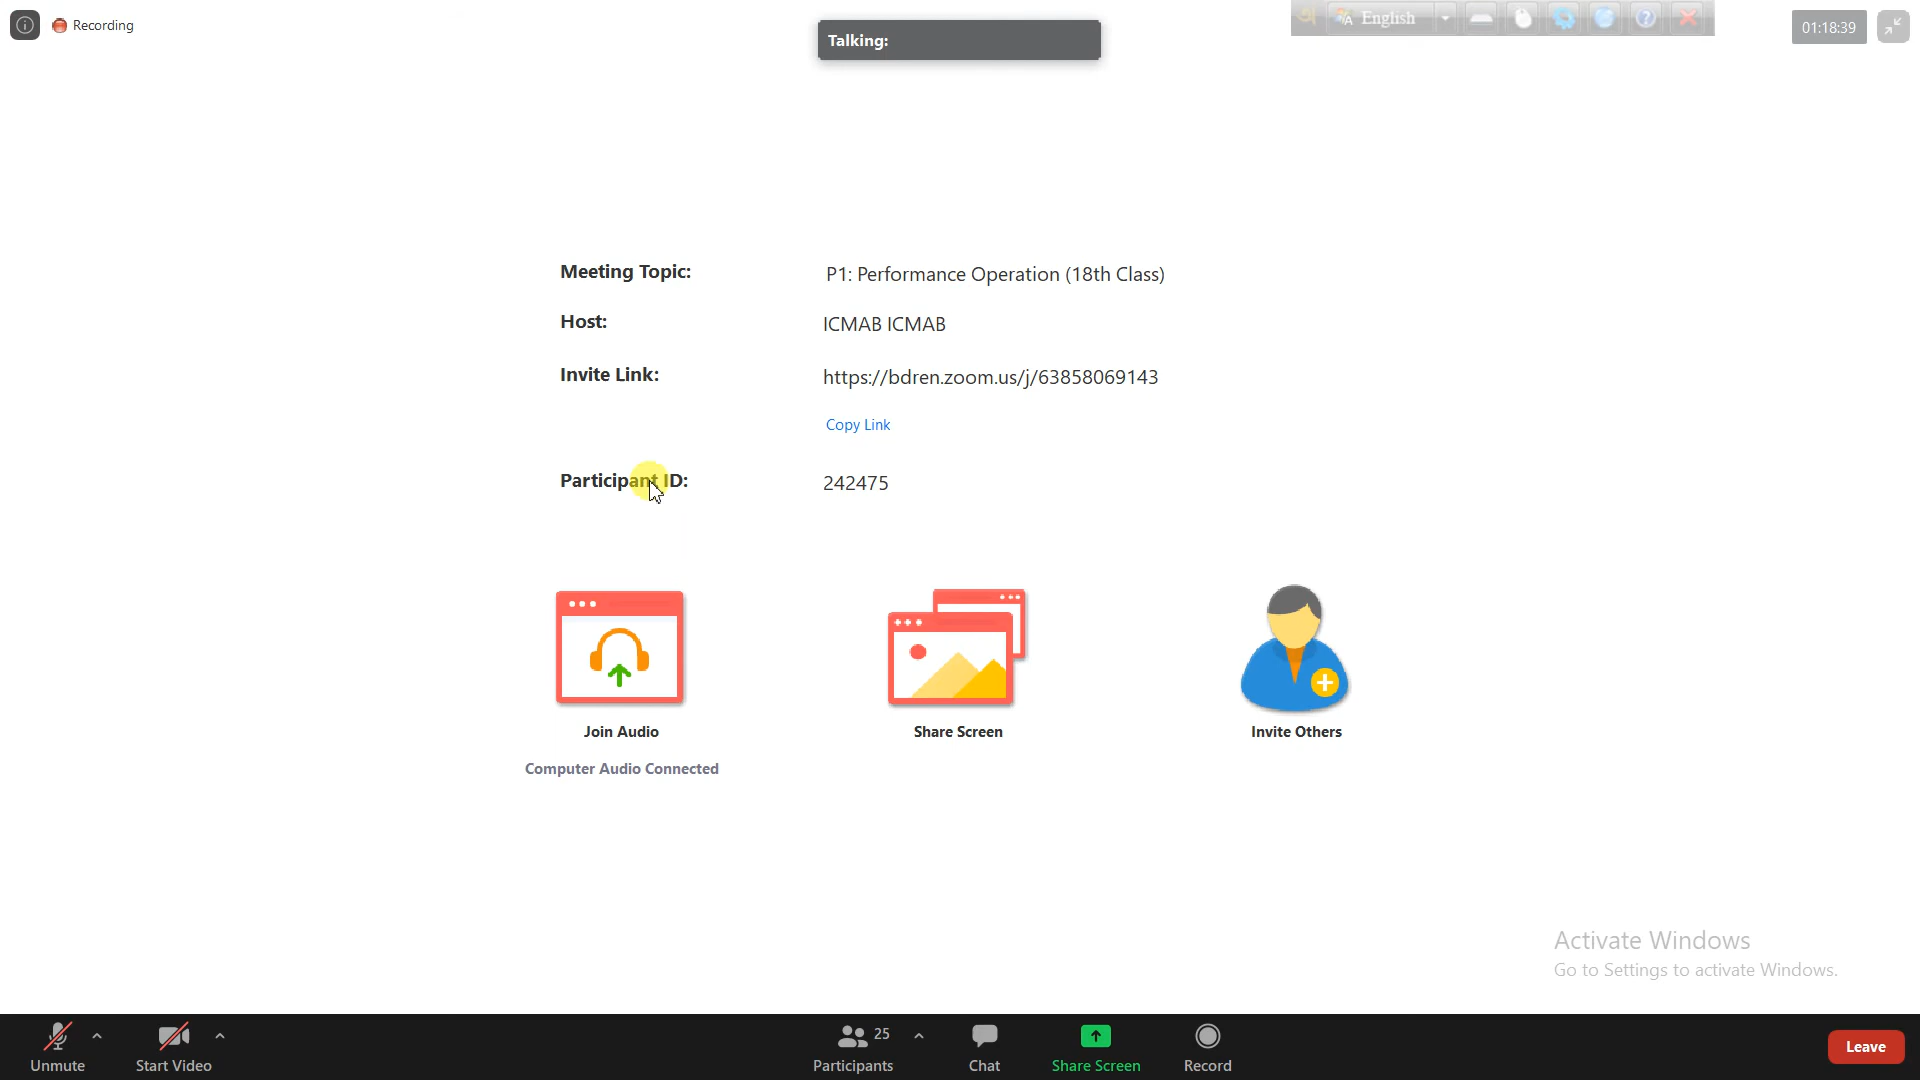 Recording
Talking:
English
01:18:39
Meeting Topic: P1: Performance Operation (18th Class)
Host: ICMAB ICMAB
Invite Link: https://bdren.zoom.us/j/63858069143
Copy Link
Participant ID: 242475
Join Audio Share Screen Invite Others
Computer Audio Connected
Activate Windows
Go to Settings to activate Windows.
25
Unmute Start Video Participants Chat Share Screen Record Leave